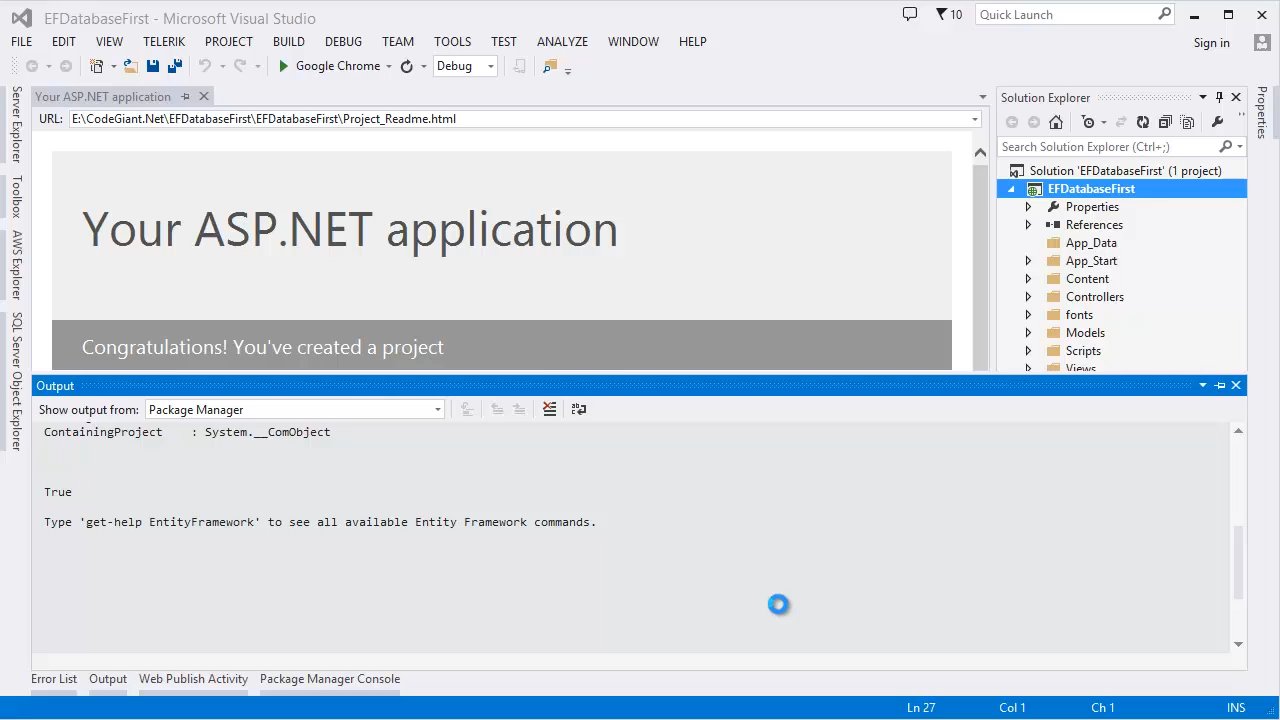 EFDatabaseFirst - Microsoft Visual Studio
10
Quick Launch
FILE EDIT VIEW TELERIK PROJECT BUILD DEBUG TEAM TOOLS TEST ANALYZE WINDOW HELP
Sign in
Google Chrome
Debug
Server Explorer
Toolbox
AWS Explorer
SQL Server Object Explorer
Your ASP.NET application
URL: E:\CodeGiant.Net\EFDatabaseFirst\EFDatabaseFirst\Project_Readme.html
Your ASP.NET application
Congratulations! You've created a project
Solution Explorer
Search Solution Explorer (Ctrl+;)
Solution 'EFDatabaseFirst' (1 project)
EFDatabaseFirst
Properties
References
App_Data
App_Start
Content
Controllers
fonts
Models
Scripts
Views
Properties
Output
Show output from: Package Manager
ContainingProject : System.__ComObject
True
Type 'get-help EntityFramework' to see all available Entity Framework commands.
Error List Output Web Publish Activity Package Manager Console
Ln 27 Col 1 Ch 1 INS